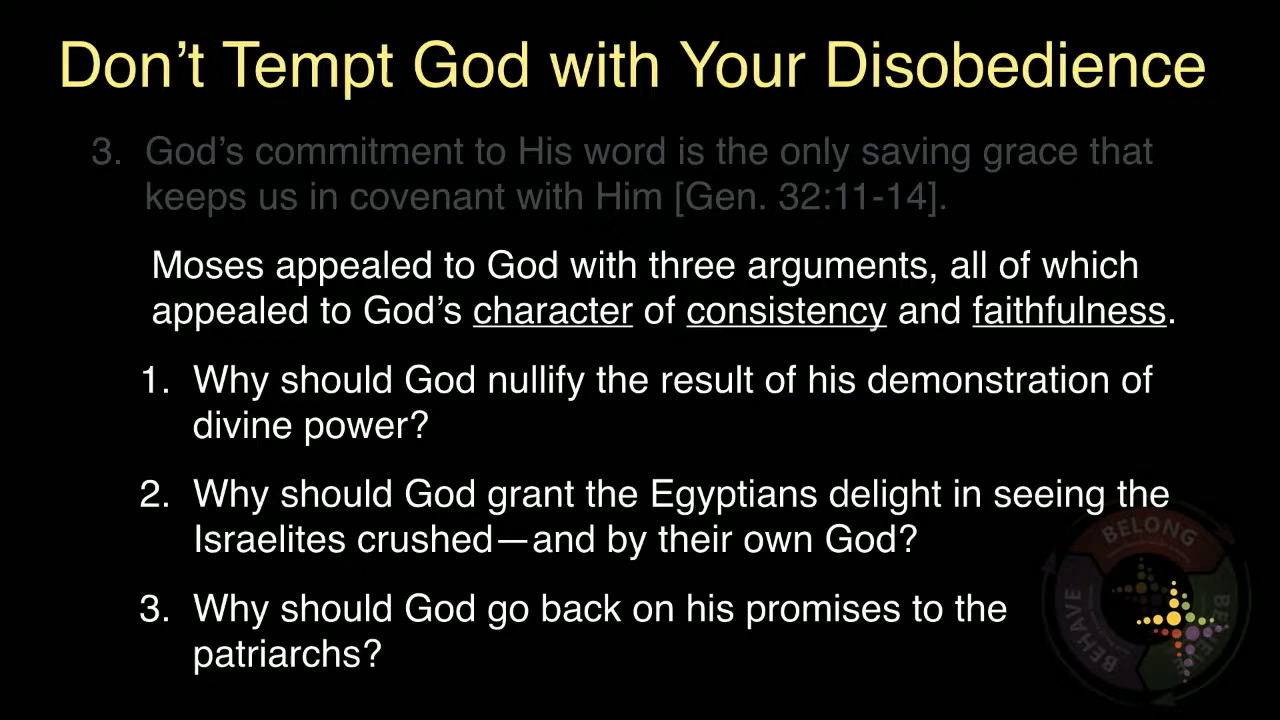 Don’t Tempt God with Your Disobedience
3. God’s commitment to His word is the only saving grace that
keeps us in covenant with Him [Gen. 32:11-14].
Moses appealed to God with three arguments, all of which
appealed to God’s character of consistency and faithfulness.
1. Why should God nullify the result of his demonstration of
divine power?
2. Why should God grant the Egyptians delight in seeing the
Israelites crushed—and by their own God?
3. Why should God go back on his promises to the
patriarchs?
BELONG
BEHAVE